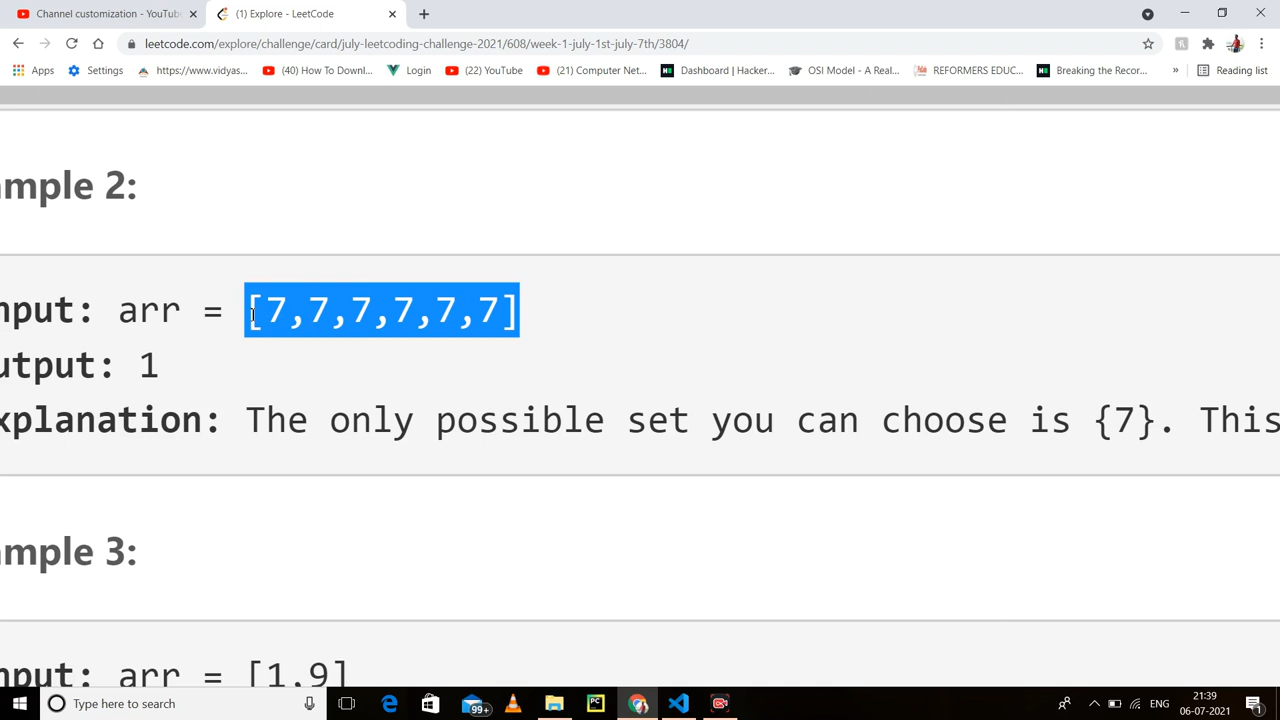 Channel customization - YouTub
(1) Explore - LeetCode
leetcode.com/explore/challenge/card/july-leetcoding-challenge-2021/608/week-1-july-1st-july-7th/3804/
Apps Settings https://www.vidyas... (40) How To Downl... Login (22) YouTube (21) Computer Net... Dashboard | Hacker... OSI Model - A Real... REFORMERS EDUC... Breaking the Recor... » Reading list
ample 2:
nput: arr = [7,7,7,7,7,7]
utput: 1
xplanation: The only possible set you can choose is {7}. This
ample 3:
nput: arr = [1,9]
Type here to search 99+ ENG 21:39 06-07-2021 1